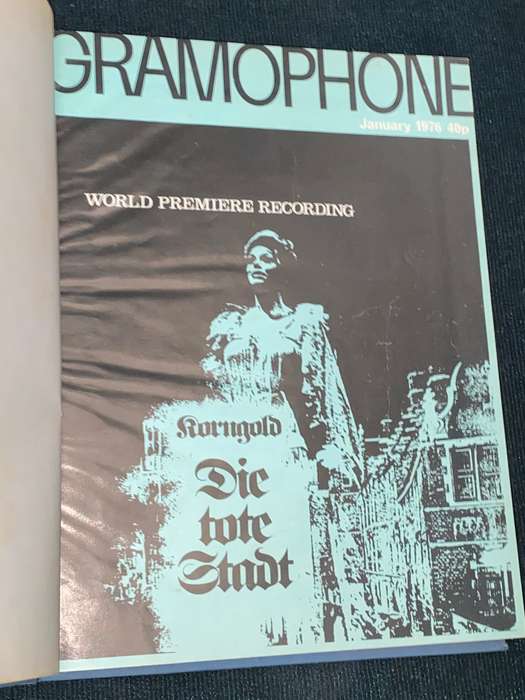 GRAMOPHONE
January 1976 40p
WORLD PREMIERE RECORDING
Korngold
Die
tote
Stadt